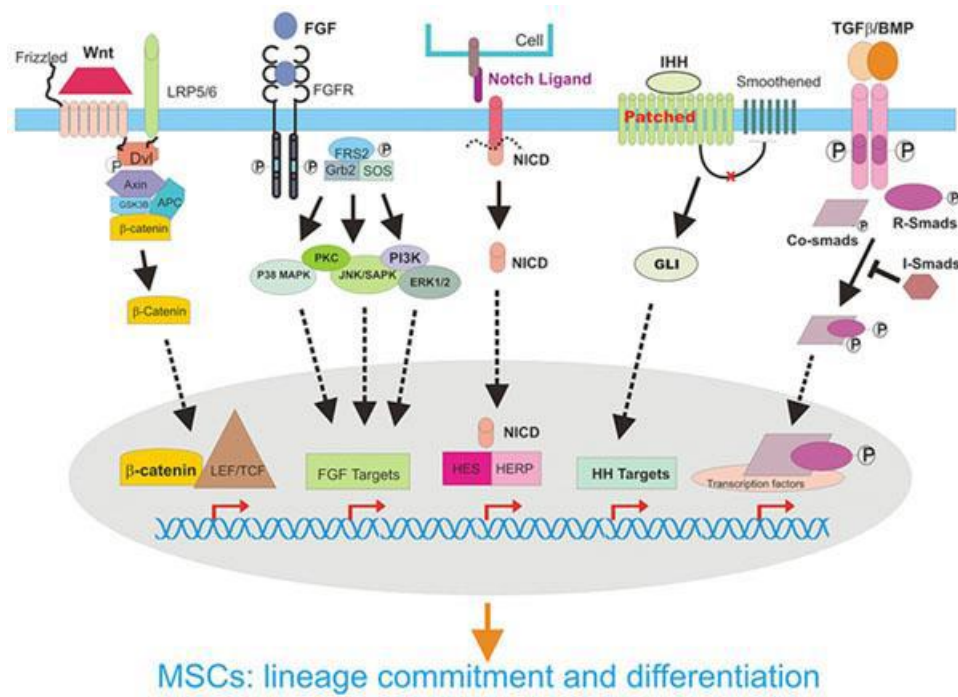 Frizzled
Wnt
LRP5/6
P
Dvl
Axin
GSK3B
APC
β-catenin
β-Catenin
FGF
FGFR
P
P
FRS2
P
Grb2
SOS
PKC
PI3K
P38 MAPK
JNK/SAPK
ERK1/2
Cell
Notch Ligand
NICD
NICD
IHH
Patched
Smoothened
x
GLI
TGFβ/BMP
P
P
P
R-Smads
Co-smads
P
I-Smads
P
P
β-catenin
LEF/TCF
FGF Targets
NICD
HES
HERP
HH Targets
P
Transcription factors
MSCs: lineage commitment and differentiation